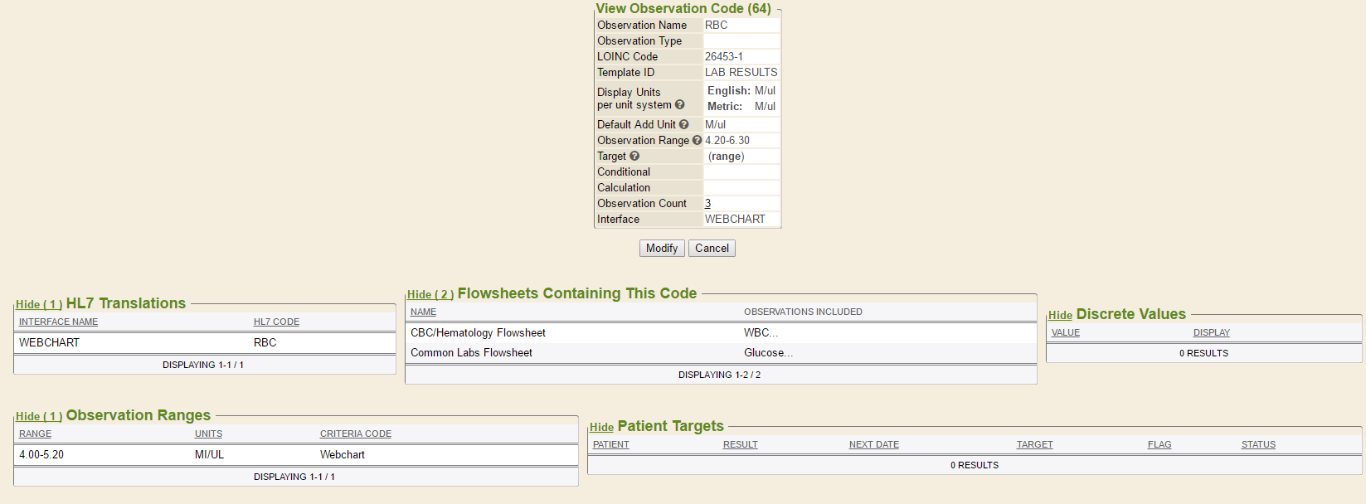 View Observation Code (64)
Observation Name RBC
Observation Type
LOINC Code 26453-1
Template ID LAB RESULTS
Display Units
per unit system English: M/ul
Metric: M/ul
Default Add Unit M/ul
Observation Range 4.20-6.30
Target (range)
Conditional
Calculation
Observation Count 3
Interface WEBCHART
Modify Cancel
Hide ( 1 ) HL7 Translations
INTERFACE NAME HL7 CODE
WEBCHART RBC
DISPLAYING 1-1 / 1
Hide ( 2 ) Flowsheets Containing This Code
NAME OBSERVATIONS INCLUDED
CBC/Hematology Flowsheet WBC...
Common Labs Flowsheet Glucose...
DISPLAYING 1-2 / 2
Hide Discrete Values
VALUE DISPLAY
0 RESULTS
Hide ( 1 ) Observation Ranges
RANGE UNITS CRITERIA CODE
4.00-5.20 MI/UL Webchart
DISPLAYING 1-1 / 1
Hide Patient Targets
PATIENT RESULT NEXT DATE TARGET FLAG STATUS
0 RESULTS